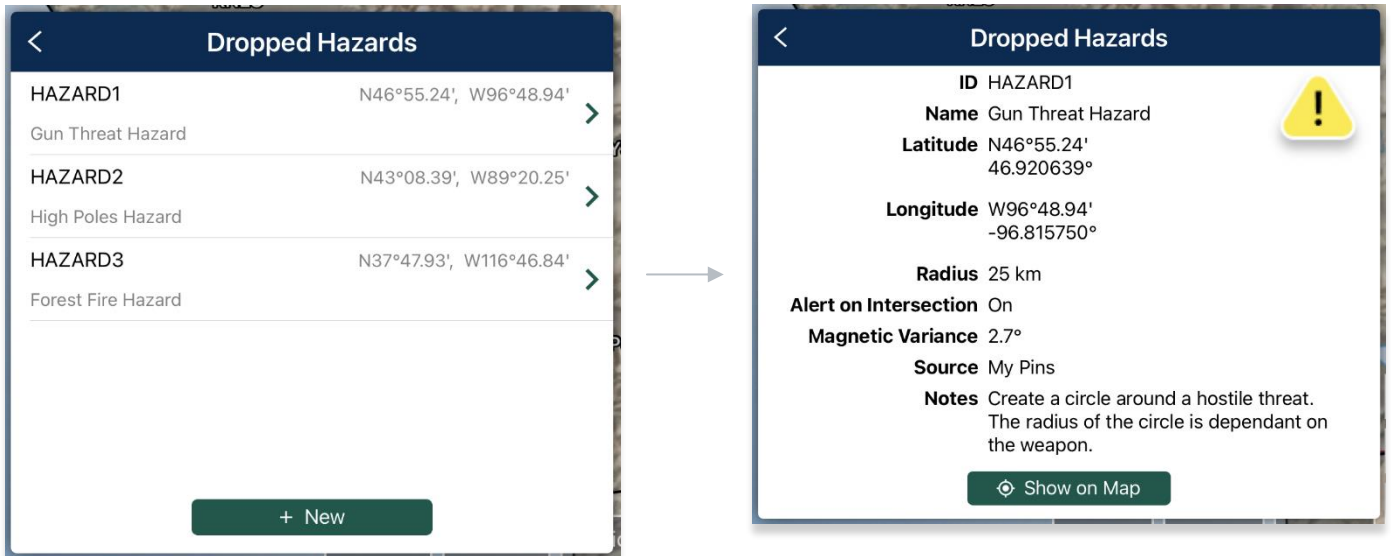 Dropped Hazards
HAZARD1 N46°55.24', W96°48.94'
Gun Threat Hazard
HAZARD2 N43°08.39', W89°20.25'
High Poles Hazard
HAZARD3 N37°47.93', W116°46.84'
Forest Fire Hazard
+ New
Dropped Hazards
ID HAZARD1
Name Gun Threat Hazard
Latitude N46°55.24'
46.920639°
Longitude W96°48.94'
-96.815750°
Radius 25 km
Alert on Intersection On
Magnetic Variance 2.7°
Source My Pins
Notes Create a circle around a hostile threat.
The radius of the circle is dependant on
the weapon.
Show on Map